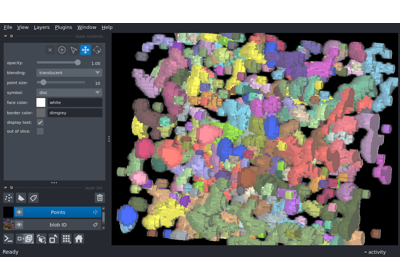 File View Layers Plugins Window Help
opacity: 1.00
blending: translucent
point size: 10
symbol: disc
face color: white
border color: dimgrey
display text: ✓
out of slice:
Points
blob ID
Ready activity